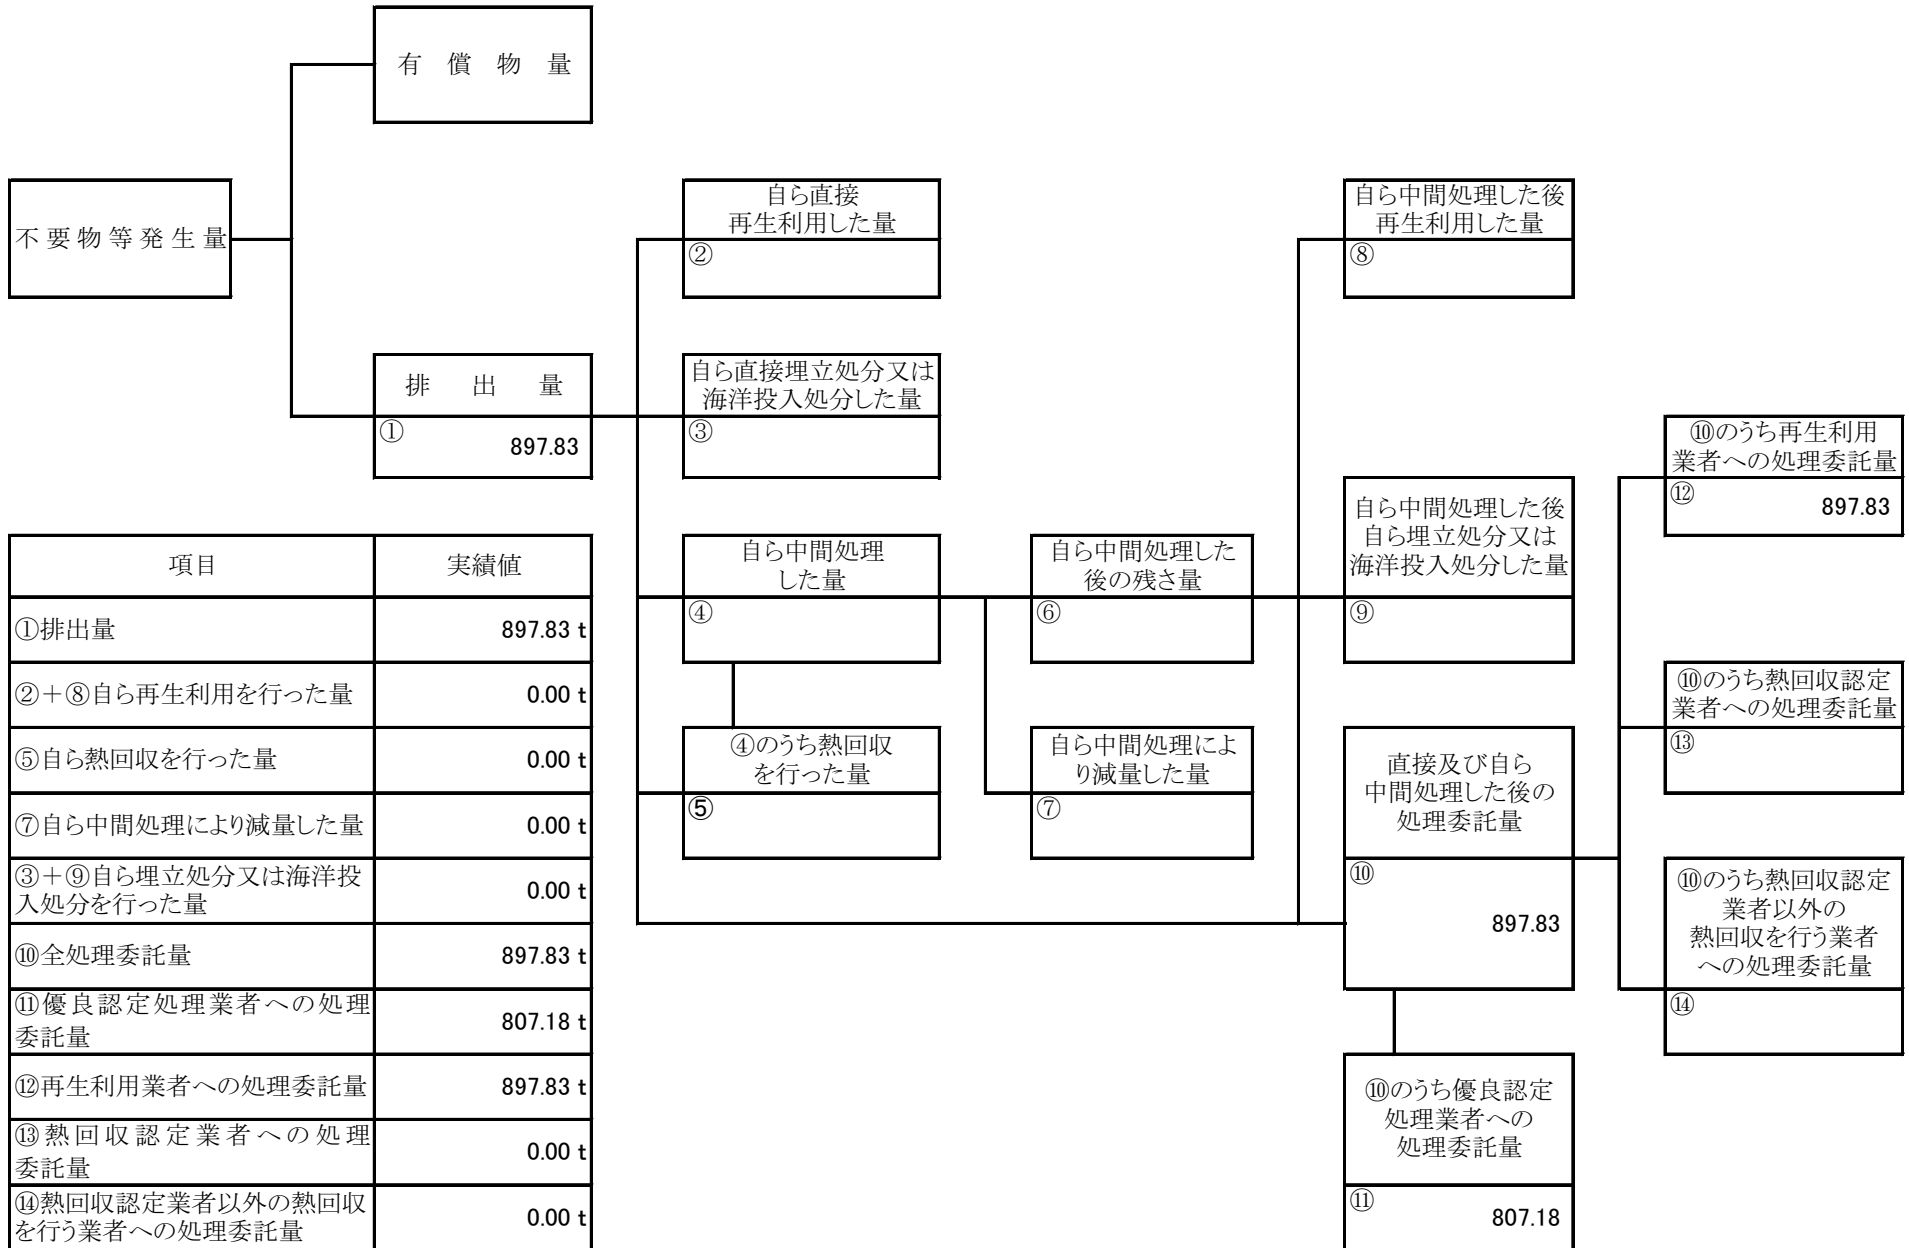 有償物量
不要物等発生量
自ら直接
再生利用した量
②
自ら中間処理した後
再生利用した量
⑧
排出量
① 897.83
自ら直接埋立処分又は
海洋投入処分した量
③
⑩のうち再生利用
業者への処理委託量
⑫ 897.83
自ら中間処理
した量
④
自ら中間処理した
後の残さ量
⑥
自ら中間処理した後
自ら埋立処分又は
海洋投入処分した量
⑨
⑩のうち熱回収認定
業者への処理委託量
⑬
④のうち熱回収
を行った量
⑤
自ら中間処理によ
り減量した量
⑦
直接及び自ら
中間処理した後の
処理委託量
⑩
897.83
⑩のうち熱回収認定
業者以外の
熱回収を行う業者
への処理委託量
⑭
⑩のうち優良認定
処理業者への
処理委託量
⑪ 807.18
項目 実績値
①排出量 897.83 t
②+⑧自ら再生利用を行った量 0.00 t
⑤自ら熱回収を行った量 0.00 t
⑦自ら中間処理により減量した量 0.00 t
③+⑨自ら埋立処分又は海洋投
入処分を行った量 0.00 t
⑩全処理委託量 897.83 t
⑪優良認定処理業者への処理
委託量 807.18 t
⑫再生利用業者への処理委託量 897.83 t
⑬熱回収認定業者への処理
委託量 0.00 t
⑭熱回収認定業者以外の熱回収
を行う業者への処理委託量 0.00 t